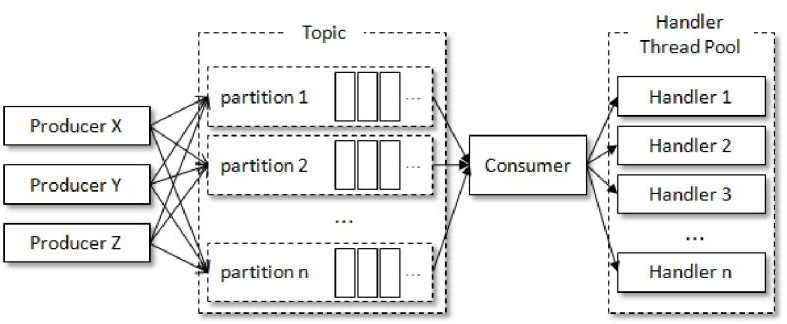 Topic
Handler
Thread Pool
Producer X
Producer Y
Producer Z
partition 1 ...
partition 2 ...
...
partition n ...
Consumer
Handler 1
Handler 2
Handler 3
...
Handler n